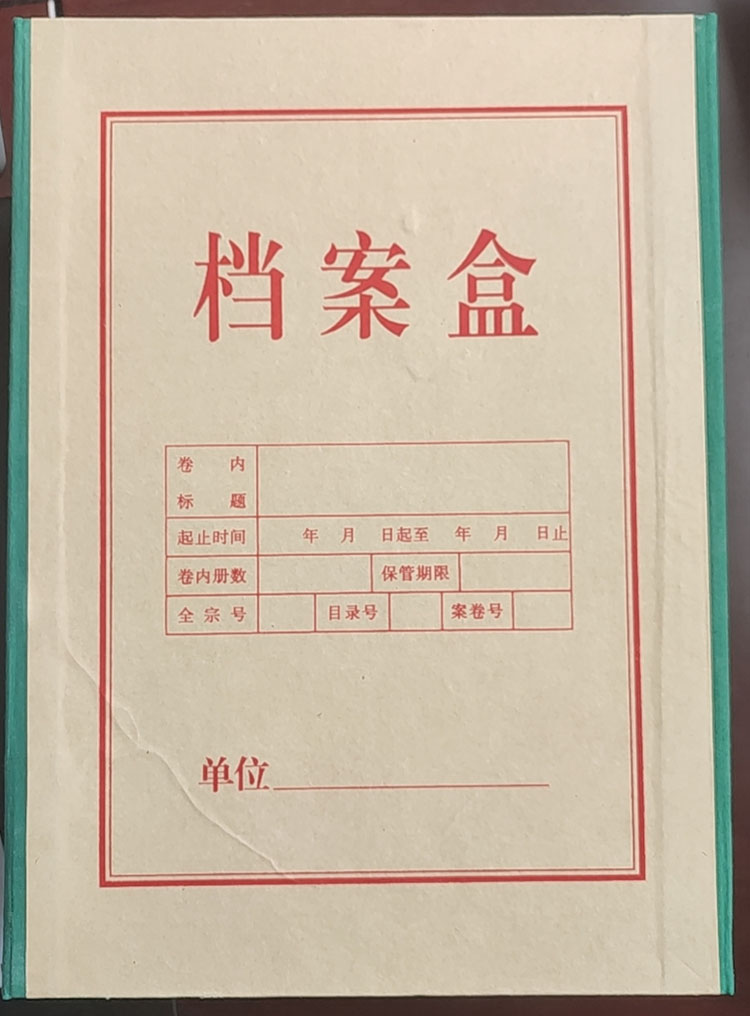 档案盒
卷内
标题
起止时间 年 月 日起至 年 月 日止
卷内册数 保管期限
全宗号 目录号 案卷号
单位